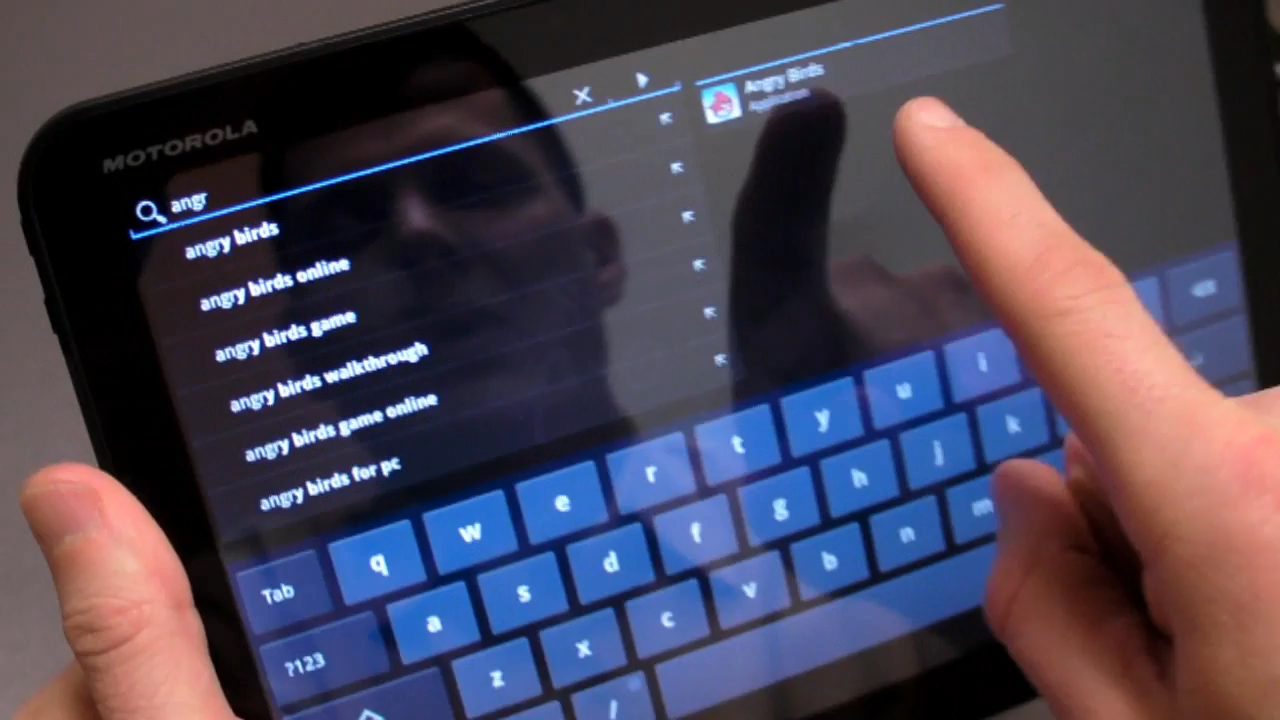 MOTOROLA
angr
angry birds
angry birds online
angry birds game
angry birds walkthrough
angry birds game online
angry birds for pc
Angry Birds
Application
q w e r t y u i
Tab a s d f g h j k
?123 z x c v b n m
/